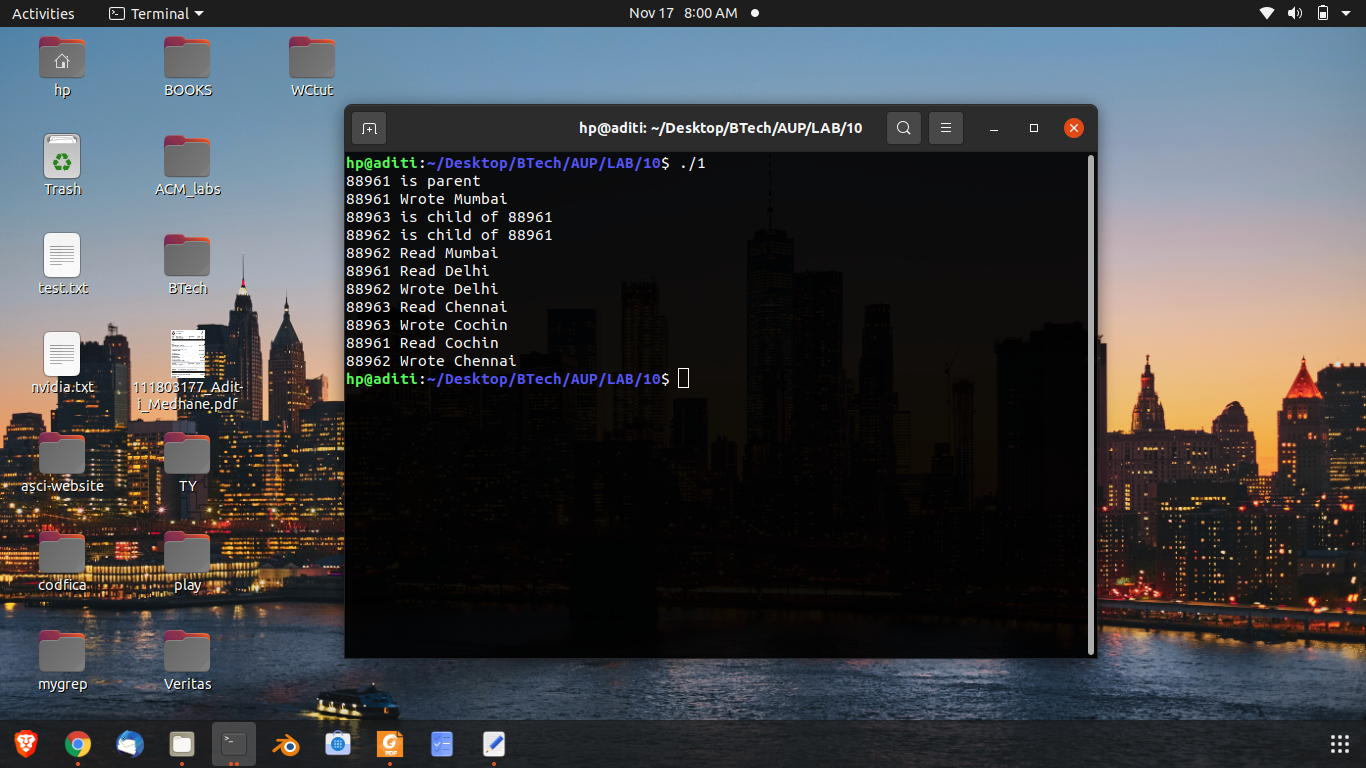 Activities
Terminal
Nov 17 8:00 AM
hp
BOOKS
WCtut
Trash
ACM_labs
test.txt
BTech
nvidia.txt
111803177_Adit-
i_Medhane.pdf
asci-website
TY
codfica
play
mygrep
Veritas
hp@aditi: ~/Desktop/BTech/AUP/LAB/10
hp@aditi:~/Desktop/BTech/AUP/LAB/10$ ./1
88961 is parent
88961 Wrote Mumbai
88963 is child of 88961
88962 is child of 88961
88962 Read Mumbai
88961 Read Delhi
88962 Wrote Delhi
88963 Read Chennai
88963 Wrote Cochin
88961 Read Cochin
88962 Wrote Chennai
hp@aditi:~/Desktop/BTech/AUP/LAB/10$
PDF